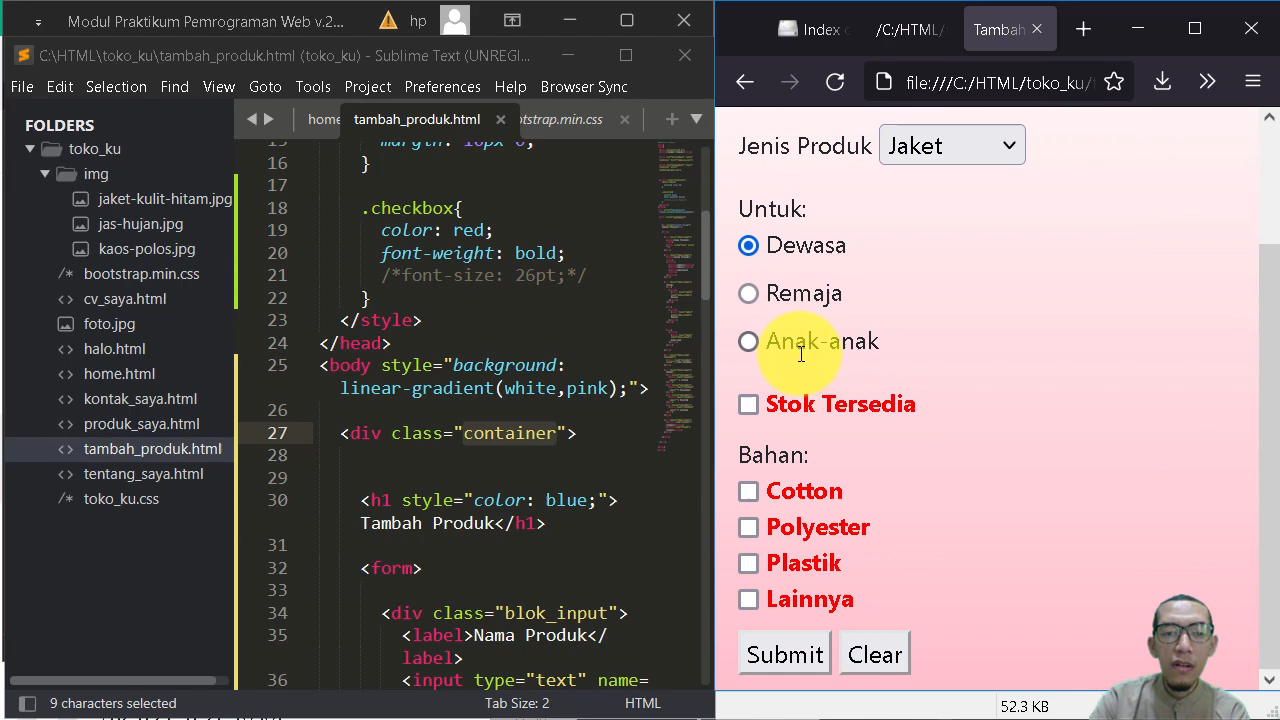 Modul Praktikum Pemrograman Web v.2...
hp
C:\HTML\toko_ku\tambah_produk.html (toko_ku) - Sublime Text (UNREGI...
File Edit Selection Find View Goto Tools Project Preferences Help Browser Sync
FOLDERS
toko_ku
img
jaket-kulit-hitam.jpg
jas-hujan.jpg
kaos-polos.jpg
bootstrap.min.css
cv_saya.html
foto.jpg
halo.html
home.html
kontak_saya.html
produk_saya.html
tambah_produk.html
tentang_saya.html
toko_ku.css
home tambah_produk.html otstrap.min.css
15 margin: 10px 0;
16 }
17
18 .checkbox{
19 color: red;
20 font-weight: bold;
21 /*font-size: 26pt;*/
22 }
23 </style>
24 </head>
25 <body style="background:
linear-gradient(white,pink);">
26
27 <div class="container">
28
29
30 <h1 style="color: blue;">
Tambah Produk</h1>
31
32 <form>
33
34 <div class="blok_input">
35 <label>Nama Produk</
label>
36 <input type="text" name=
9 characters selected
Tab Size: 2
HTML
Index
/C:/HTML/
Tambah
file:///C:/HTML/toko_ku/
Jenis Produk Jaket
Untuk:
Dewasa
Remaja
Anak-anak
Stok Tersedia
Bahan:
Cotton
Polyester
Plastik
Lainnya
Submit Clear
52.3 KB